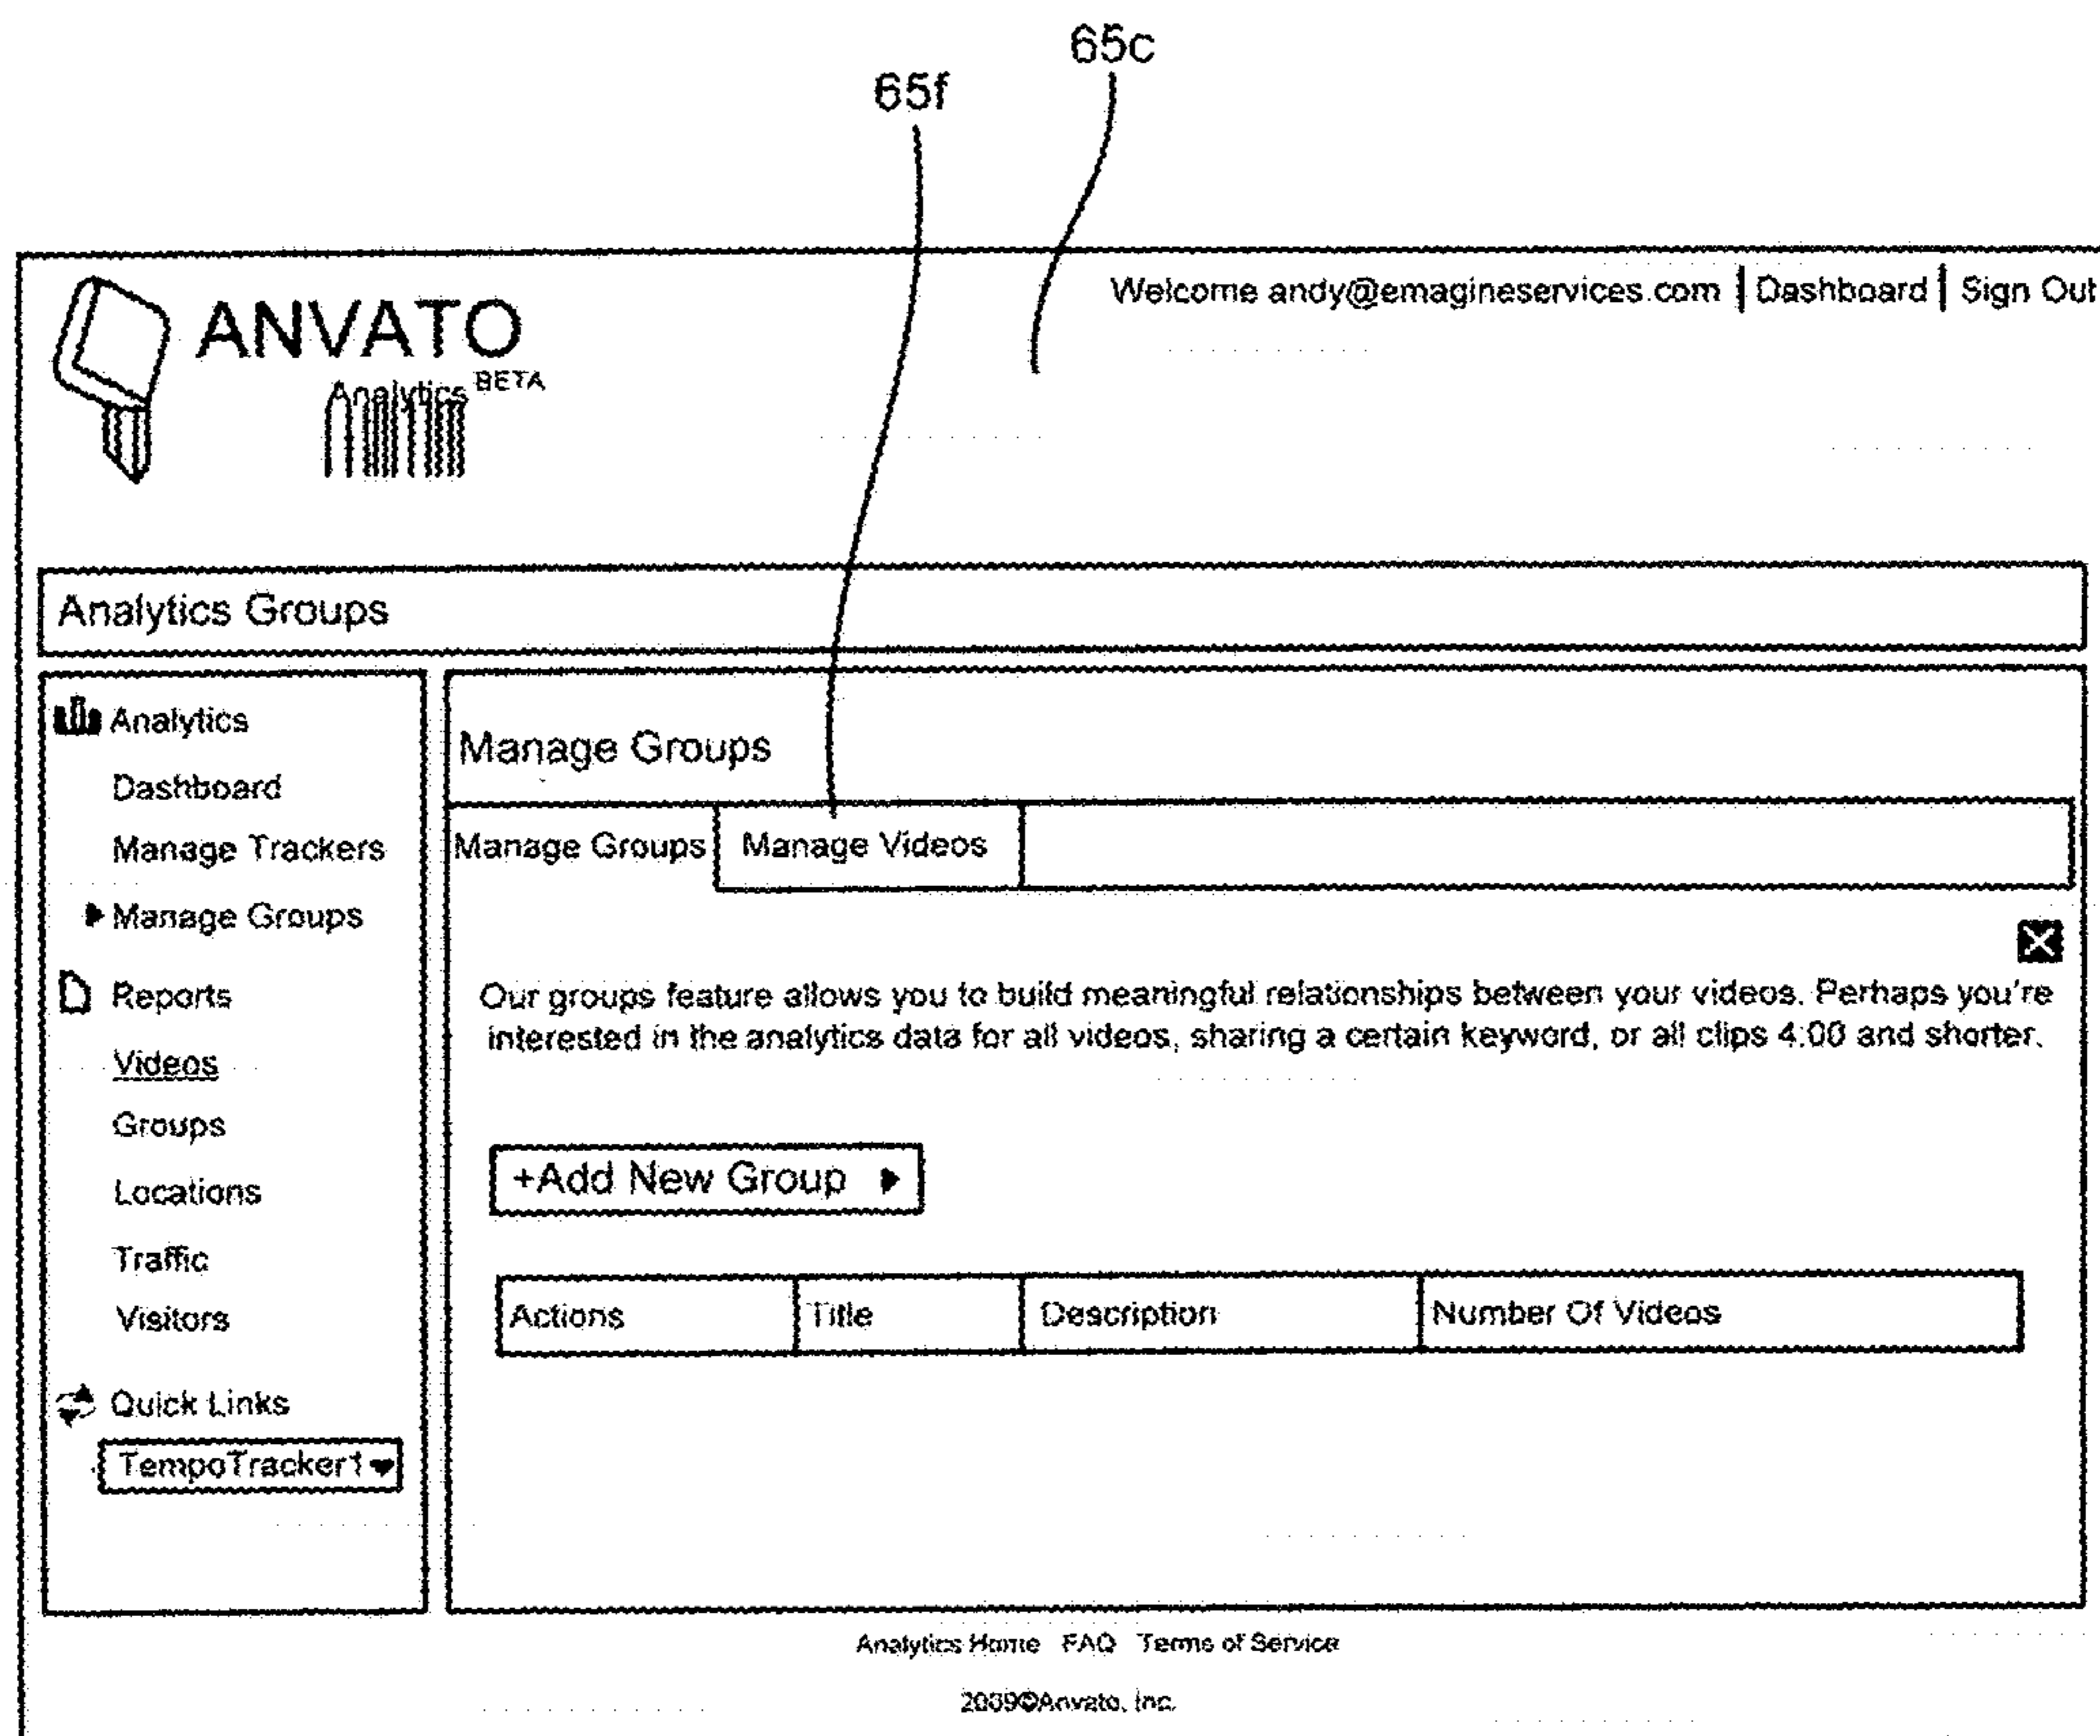 65c
65f
Welcome andy@emagineservices.com | Dashboard | Sign Out
ANVATO
Analytics BETA
Analytics Groups
Analytics
Dashboard
Manage Trackers
Manage Groups
Reports
Videos
Groups
Locations
Traffic
Visitors
Quick Links
TempoTracker1
Manage Groups
Manage Groups Manage Videos
Our groups feature allows you to build meaningful relationships between your videos. Perhaps you're
interested in the analytics data for all videos, sharing a certain keyword, or all clips 4:00 and shorter.
+Add New Group
Actions Title Description Number Of Videos
Analytics Home FAQ Terms of Service
2009©Anvato, Inc.